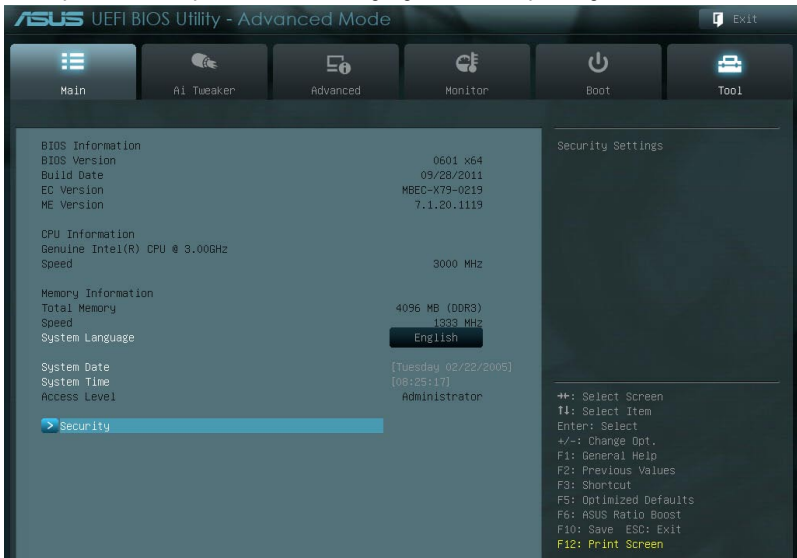 ASUS UEFI BIOS Utility - Advanced Mode
Exit
Main
Ai Tweaker
Advanced
Monitor
Boot
Tool
BIOS Information
BIOS Version 0601 x64
Build Date 09/28/2011
EC Version MBEC-X79-0219
ME Version 7.1.20.1119
CPU Information
Genuine Intel(R) CPU @ 3.00GHz
Speed 3000 MHz
Memory Information
Total Memory 4096 MB (DDR3)
Speed 1333 MHz
System Language English
System Date [Tuesday 02/22/2005]
System Time [08:25:17]
Access Level Administrator
> Security
Security Settings
→←: Select Screen
↑↓: Select Item
Enter: Select
+/-: Change Opt.
F1: General Help
F2: Previous Values
F3: Shortcut
F5: Optimized Defaults
F6: ASUS Ratio Boost
F10: Save ESC: Exit
F12: Print Screen